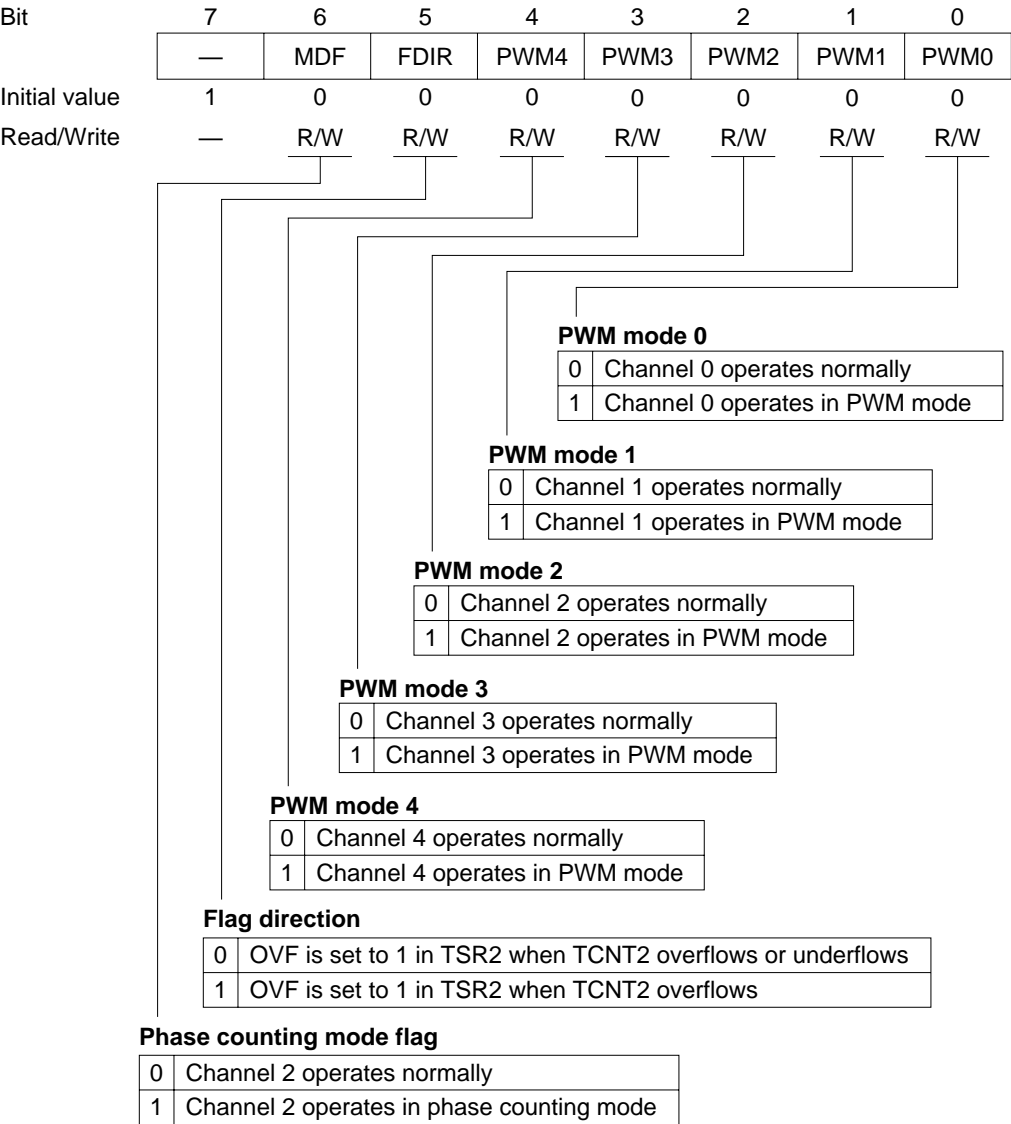 Bit 7 6 5 4 3 2 1 0
— MDF FDIR PWM4 PWM3 PWM2 PWM1 PWM0
Initial value 1 0 0 0 0 0 0 0
Read/Write — R/W R/W R/W R/W R/W R/W R/W
PWM mode 0
0 Channel 0 operates normally
1 Channel 0 operates in PWM mode
PWM mode 1
0 Channel 1 operates normally
1 Channel 1 operates in PWM mode
PWM mode 2
0 Channel 2 operates normally
1 Channel 2 operates in PWM mode
PWM mode 3
0 Channel 3 operates normally
1 Channel 3 operates in PWM mode
PWM mode 4
0 Channel 4 operates normally
1 Channel 4 operates in PWM mode
Flag direction
0 OVF is set to 1 in TSR2 when TCNT2 overflows or underflows
1 OVF is set to 1 in TSR2 when TCNT2 overflows
Phase counting mode flag
0 Channel 2 operates normally
1 Channel 2 operates in phase counting mode